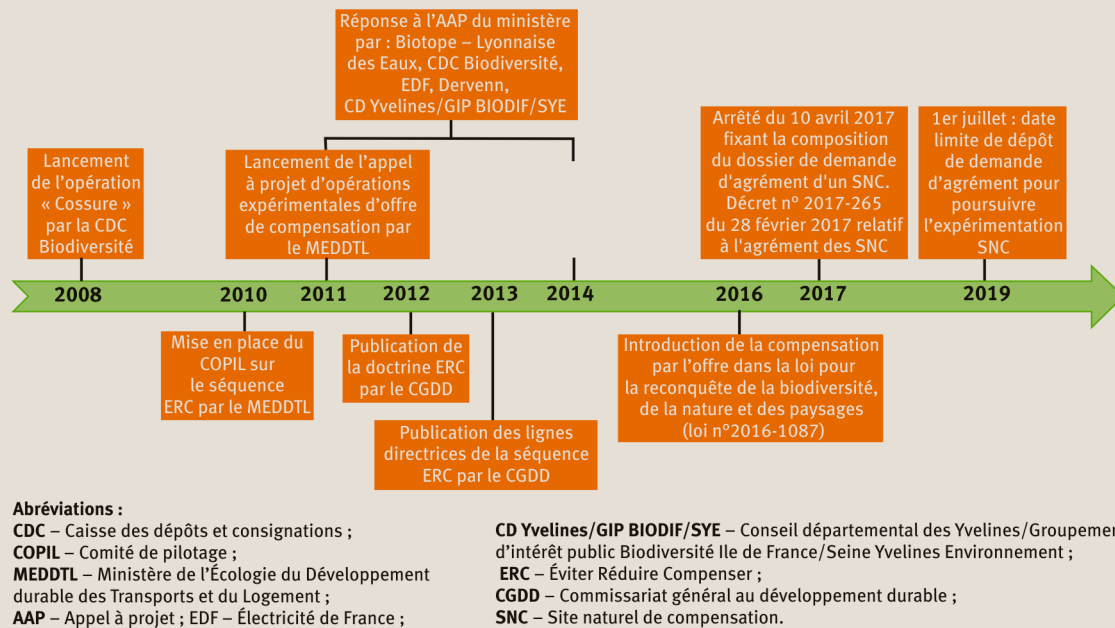 Réponse à l’AAP du ministère
par : Biotope – Lyonnaise
des Eaux, CDC Biodiversité,
EDF, Dervenn,
CD Yvelines/GIP BIODIF/SYE
Lancement
de l’opération
« Cossure »
par la CDC
Biodiversité
Lancement de l’appel
à projet d’opérations
expérimentales d’offre
de compensation par
le MEDDTL
Arrêté du 10 avril 2017
fixant la composition
du dossier de demande
d'agrément d'un SNC.
Décret n° 2017-265
du 28 février 2017 relatif
à l'agrément des SNC
1er juillet : date
limite de dépôt
de demande
d’agrément pour
poursuivre
l’expérimentation
SNC
2008 2010 2011 2012 2013 2014 2016 2017 2019
Mise en place du
COPIL sur
le séquence
ERC par le MEDDTL
Publication de
la doctrine ERC
par le CGDD
Publication des lignes
directrices de la séquence
ERC par le CGDD
Introduction de la compensation
par l’offre dans la loi pour
la reconquête de la biodiversité,
de la nature et des paysages
(loi n°2016-1087)
Abréviations :
CDC – Caisse des dépôts et consignations ;
COPIL – Comité de pilotage ;
MEDDTL – Ministère de l’Écologie du Développement
durable des Transports et du Logement ;
AAP – Appel à projet ; EDF – Électricité de France ;
CD Yvelines/GIP BIODIF/SYE – Conseil départemental des Yvelines/Groupemen
d’intérêt public Biodiversité Ile de France/Seine Yvelines Environnement ;
ERC – Éviter Réduire Compenser ;
CGDD – Commissariat général au développement durable ;
SNC – Site naturel de compensation.